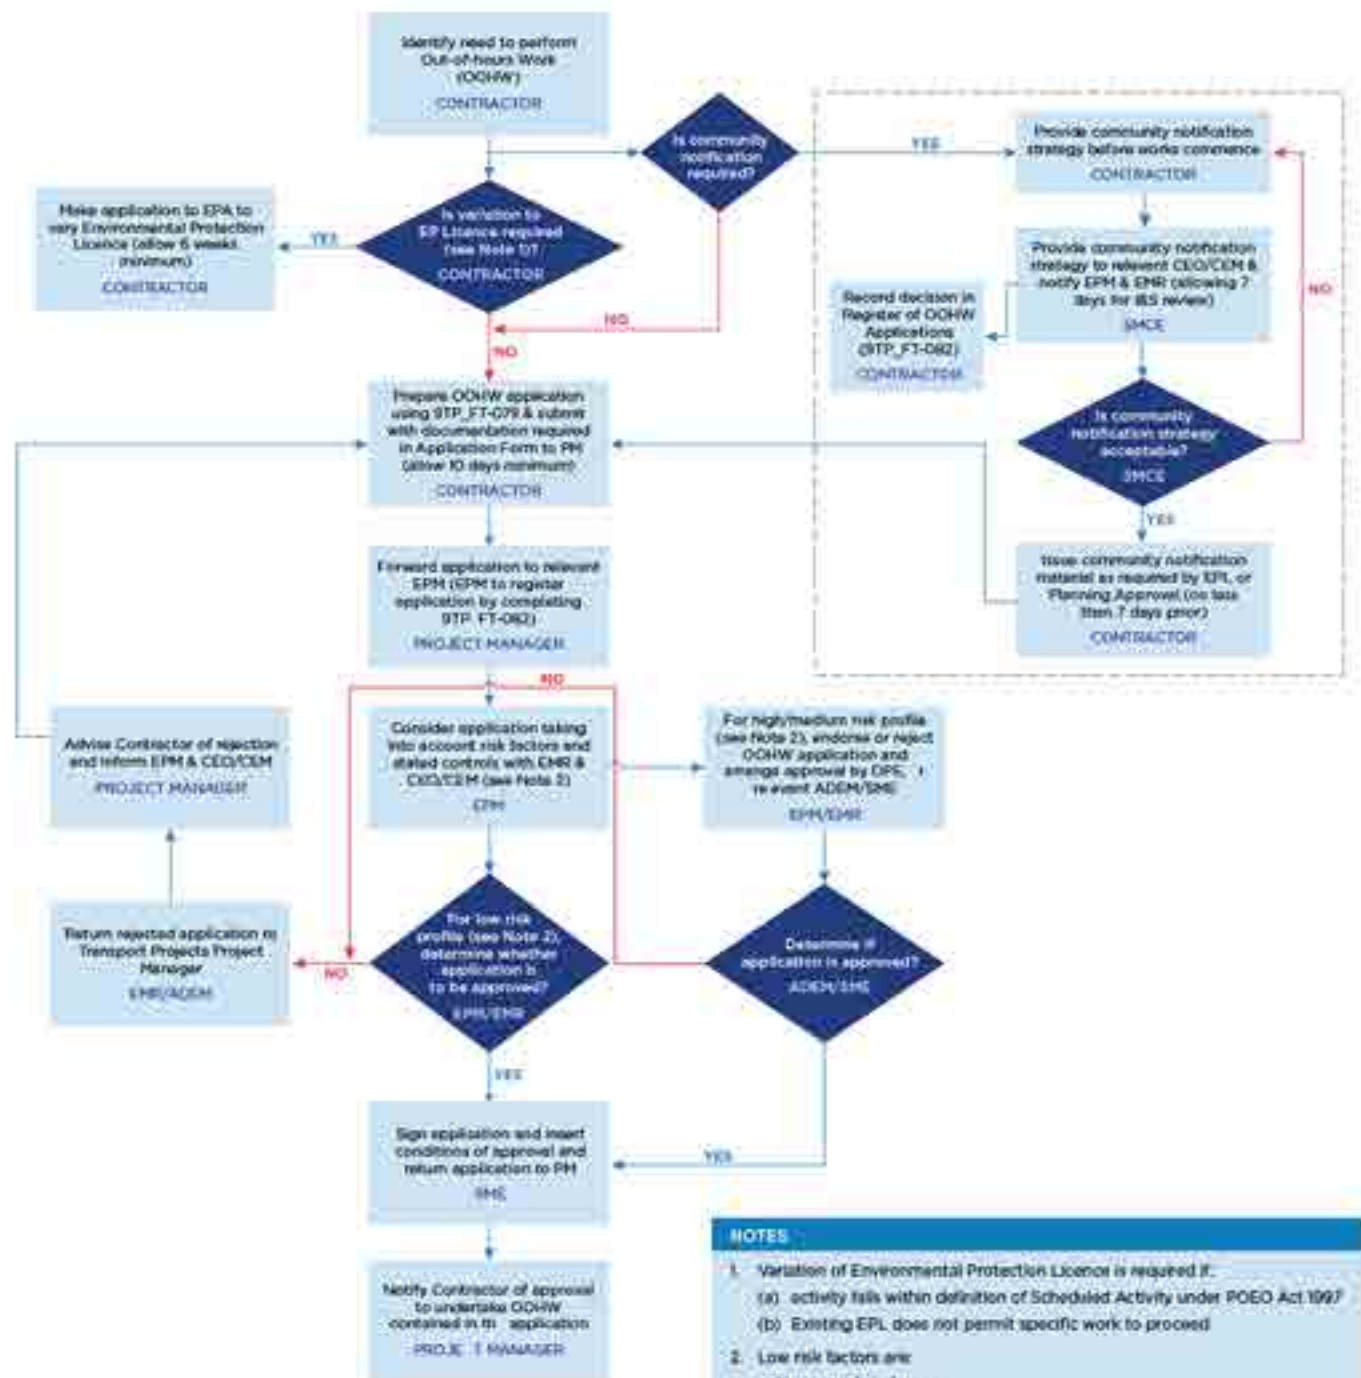 Identify need to perform
Out-of-hours Work
(OOHW)
CONTRACTOR
Is community
notification
required?
YES
Provide community notification
strategy before works commence
CONTRACTOR
Make application to EPA to
vary Environmental Protection
Licence (allow 6 weeks
minimum)
CONTRACTOR
YES
Is variation to
EP Licence required
(see Note 1)?
CONTRACTOR
Provide community notification
strategy to relevant CEO/CEM &
notify EPM & EMR (allowing 7
days for review)
SMCE
NO
Record decision in
Register of OOHW
Applications
(9TP_FT-082)
CONTRACTOR
NO
NO
Prepare OOHW application
using 9TP_FT-079 & submit
with documentation required
in Application Form to PM
(allow 10 days minimum)
CONTRACTOR
Is community
notification strategy
acceptable?
SMCE
YES
Forward application to relevant
EPM (EPM to register
application by completing
9TP FT-082)
PROJECT MANAGER
Issue community notification
material as required by EPL or
Planning Approval (no less
than 7 days prior)
CONTRACTOR
NO
Advise Contractor of rejection
and inform EPM & CEO/CEM
PROJECT MANAGER
Consider application taking
into account risk factors and
stated controls with EMR &
CEO/CEM (see Note 2)
EPM
For high/medium risk profile
(see Note 2), endorse or reject
OOHW application and
arrange approval by DPE,
re event ADEM/SME
EPM/EMR
Return rejected application to
Transport Projects Project
Manager
EMR/ADEM
NO
For low risk
profile (see Note 2),
determine whether
application is
to be approved?
EPM/EMR
Determine if
application is approved?
ADEM/SME
YES
Sign application and insert
conditions of approval and
return application to PM
SME
YES
Notify Contractor of approval
to undertake OOHW
contained in th application
PROJE T MANAGER
NOTES
1. Variation of Environmental Protection Licence is required if:
(a) activity falls within definition of Scheduled Activity under POEO Act 1997
(b) Existing EPL does not permit specific work to proceed
2. Low risk factors are: